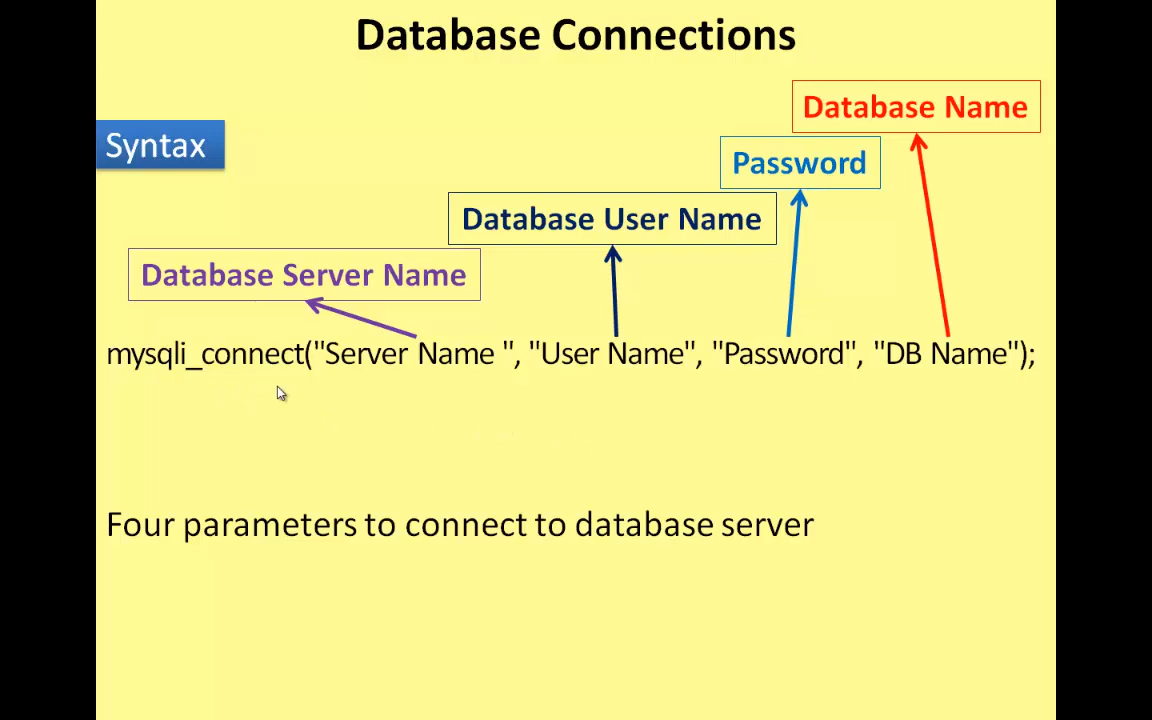 Database Connections
Database Name
Syntax
Password
Database User Name
Database Server Name
mysqli_connect("Server Name ", "User Name", "Password", "DB Name");
Four parameters to connect to database server